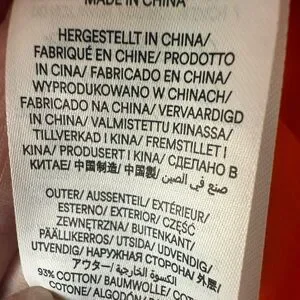 MADE IN CHINA
HERGESTELLT IN CHINA/
FABRIQUÉ EN CHINE/ PRODOTTO
IN CINA/ FABRICADO EN CHINA/
WYPRODUKOWANO W CHINACH/
FABRICADO NA CHINA/ VERVAARDIGD
IN CHINA/ VALMISTETTU KIINASSA/
TILLVERKAD I KINA/ FREMSTILLET I
KINA/ PRODUSERT I KINA/ СДЕЛАНО В
КИТАЕ/ 中国制造/ 中国製/ صنع في الصين/
OUTER/ AUSSENTEIL/ EXTÉRIEUR/
ESTERNO/ EXTERIOR/ CZĘŚĆ
ZEWNĘTRZNA/ BUITENKANT/
PÄÄLLIKERROS/ UTSIDA/ UDVENDIG/
UTVENDIG/ НАРУЖНАЯ СТОРОНА/ 外层/
アウター/ الكسوة الخارجية/
93% COTTON/ BAUMWOLLE/ COT
COTONE/ ALGODÓN/